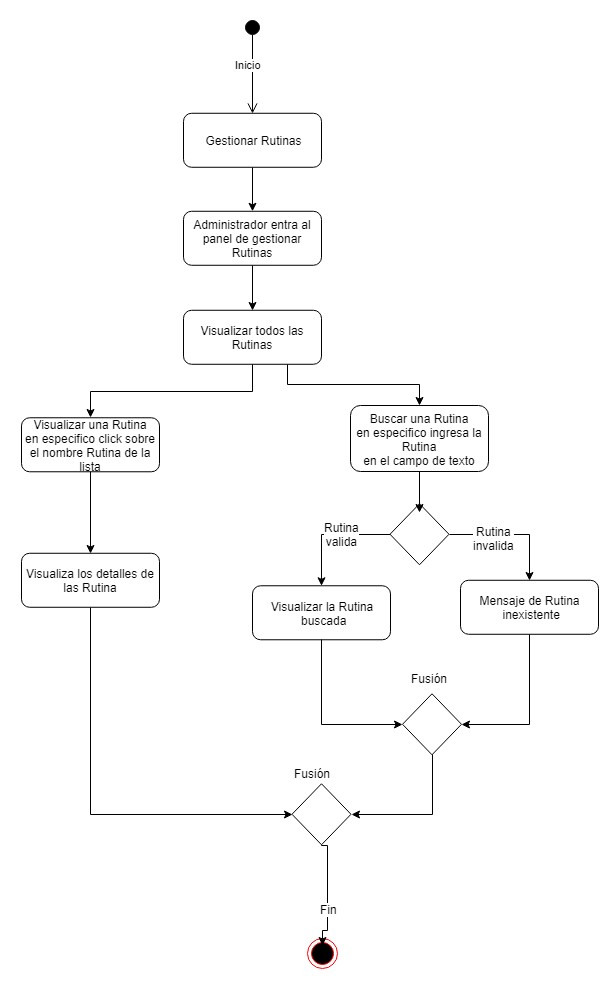 Inicio
Gestionar Rutinas
Administrador entra al
panel de gestionar
Rutinas
Visualizar todos las
Rutinas
Visualizar una Rutina
en especifico click sobre
el nombre Rutina de la
lista
Buscar una Rutina
en especifico ingresa la
Rutina
en el campo de texto
Rutina
valida
Rutina
invalida
Visualiza los detalles de
las Rutina
Visualizar la Rutina
buscada
Mensaje de Rutina
inexistente
Fusión
Fusión
Fin